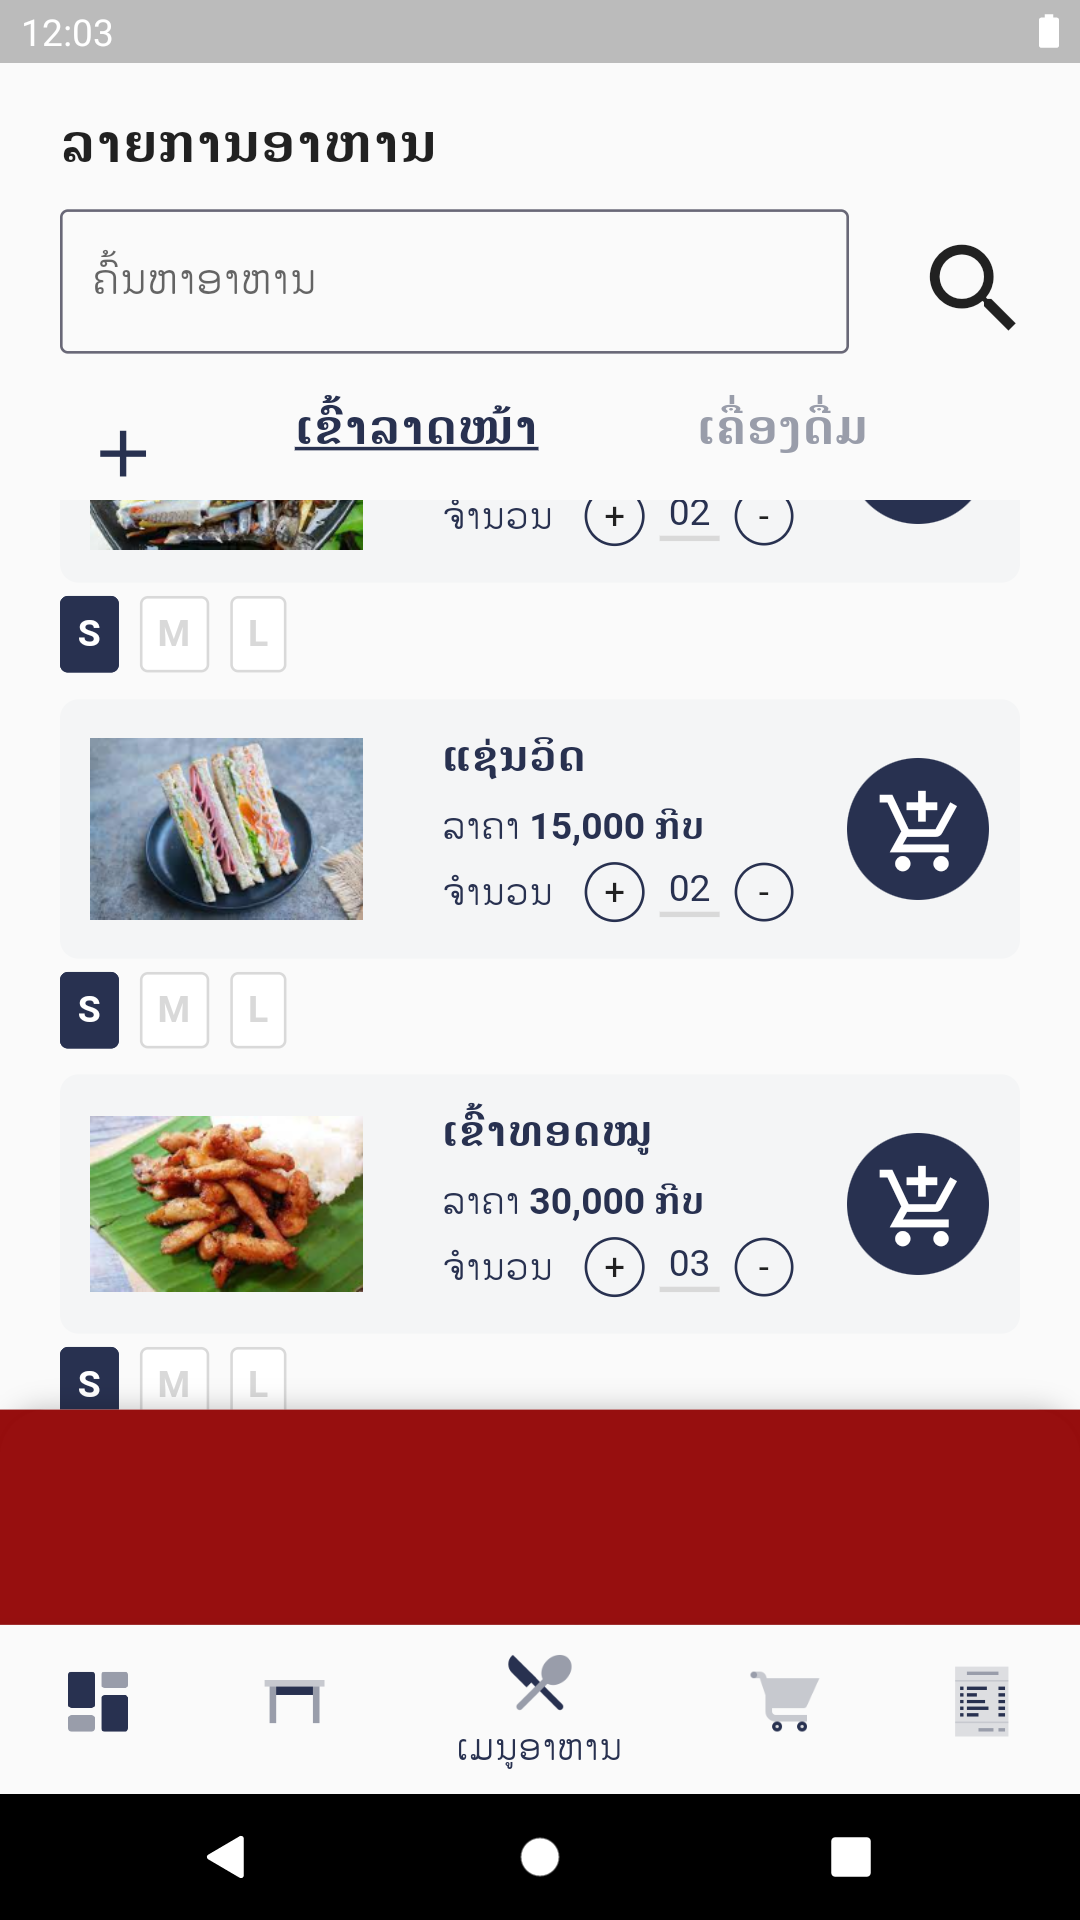 12:03
ລາຍການອາຫານ
ຄົ້ນຫາອາຫານ
ເຂົ້າລາດໜ້າ ເຄື່ອງດື່ມ
ຈຳນວນ + 02 -
S M L
ແຊ່ນວິດ
ລາຄາ 15,000 ກີບ
ຈຳນວນ + 02 -
S M L
ເຂົ້າທອດໝູ
ລາຄາ 30,000 ກີບ
ຈຳນວນ + 03 -
S M L
ເມນູອາຫານ